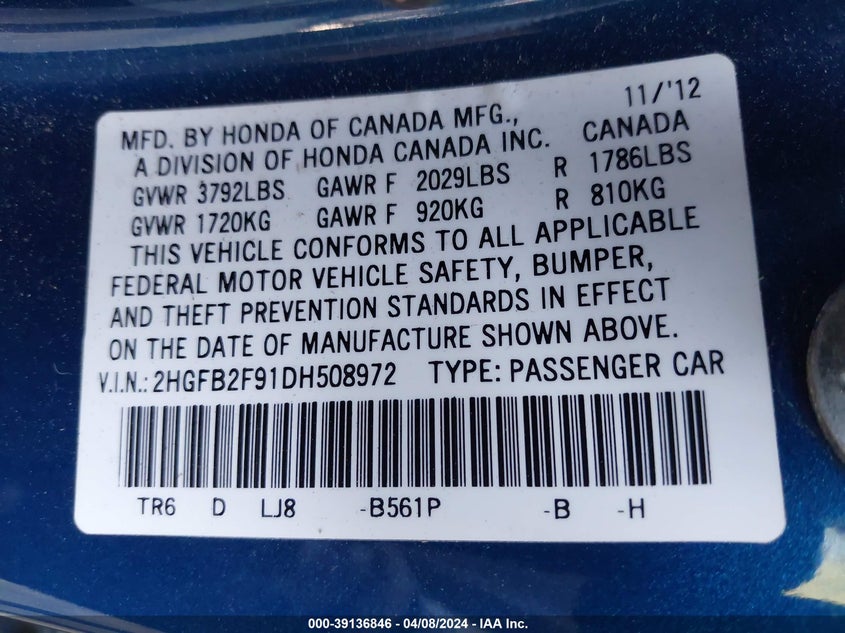 11/'12
MFD. BY HONDA OF CANADA MFG.,
A DIVISION OF HONDA CANADA INC. CANADA
GVWR 3792LBS GAWR F 2029LBS R 1786LBS
GVWR 1720KG GAWR F 920KG R 810KG
THIS VEHICLE CONFORMS TO ALL APPLICABLE
FEDERAL MOTOR VEHICLE SAFETY, BUMPER,
AND THEFT PREVENTION STANDARDS IN EFFECT
ON THE DATE OF MANUFACTURE SHOWN ABOVE.
V.I.N.: 2HGFB2F91DH508972 TYPE: PASSENGER CAR
TR6 D LJ8 -B561P -B -H
000-39136846 - 04/08/2024 - IAA Inc.